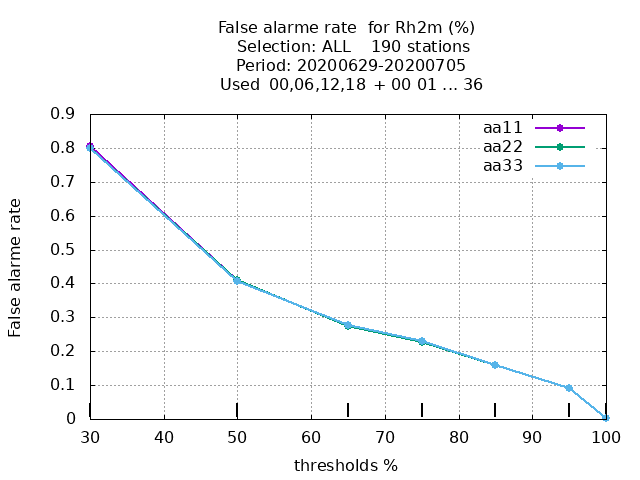 False alarme rate  for Rh2m (%)
Selection: ALL    190 stations
Period: 20200629-20200705
Used  00,06,12,18 + 00 01 ... 36
0.9
0.8
0.7
0.6
0.5
0.4
0.3
0.2
0.1
0
False alarme rate
aa11
aa22
aa33
30 40 50 60 70 80 90 100
thresholds %